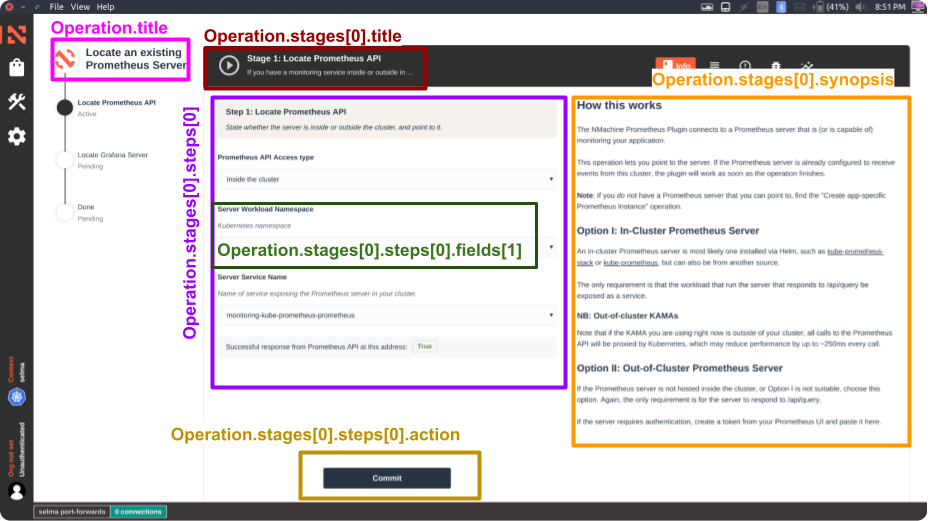 File View Help
En
(41%)
8:51 PM
Operation.title
Locate an existing
Prometheus Server
Operation.stages[0].title
Stage 1: Locate Prometheus API
If you have a monitoring service inside or outside in ...
Info
Operation.stages[0].synopsis
Locate Prometheus API
Active
Locate Grafana Server
Pending
Done
Pending
Operation.stages[0].steps[0]
Step 1: Locate Prometheus API
State whether the server is inside or outside the cluster, and point to it.
Prometheus API Access type
Inside the cluster
Server Workload Namespace
Kubernetes namespace
Operation.stages[0].steps[0].fields[1]
Server Service Name
Name of service exposing the Prometheus server in your cluster.
monitoring-kube-prometheus-prometheus
Successful response from Prometheus API at this address: True
Operation.stages[0].steps[0].action
Commit
How this works
The NMachine Prometheus Plugin connects to a Prometheus server that is (or is capable of)
monitoring your application.
This operation lets you point to the server. If the Prometheus server is already configured to receive
events from this cluster, the plugin will work as soon as the operation finishes.
Note: If you do not have a Prometheus server that you can point to, find the "Create app-specific
Prometheus Instance" operation.
Option I: In-Cluster Prometheus Server
An in-cluster Prometheus server is most likely one installed via Helm, such as kube-prometheus-
stack or kube-prometheus, but can also be from another source.
The only requirement is that the workload that run the server that responds to /api/query be
exposed as a service.
NB: Out-of-cluster KAMAs
Note that if the KAMA you are using right now is outside of your cluster, all calls to the Prometheus
API will be proxied by Kubernetes, which may reduce performance by up to ~250ms every call.
Option II: Out-of-Cluster Prometheus Server
If the Prometheus server is not hosted inside the cluster, or Option I is not suitable, choose this
option. Again, the only requirement is for the server to respond to /api/query.
If the server requires authentication, create a token from your Prometheus UI and paste it here.
Context
selma
Org not set
Unauthenticated
selma port-forwards
0 connections